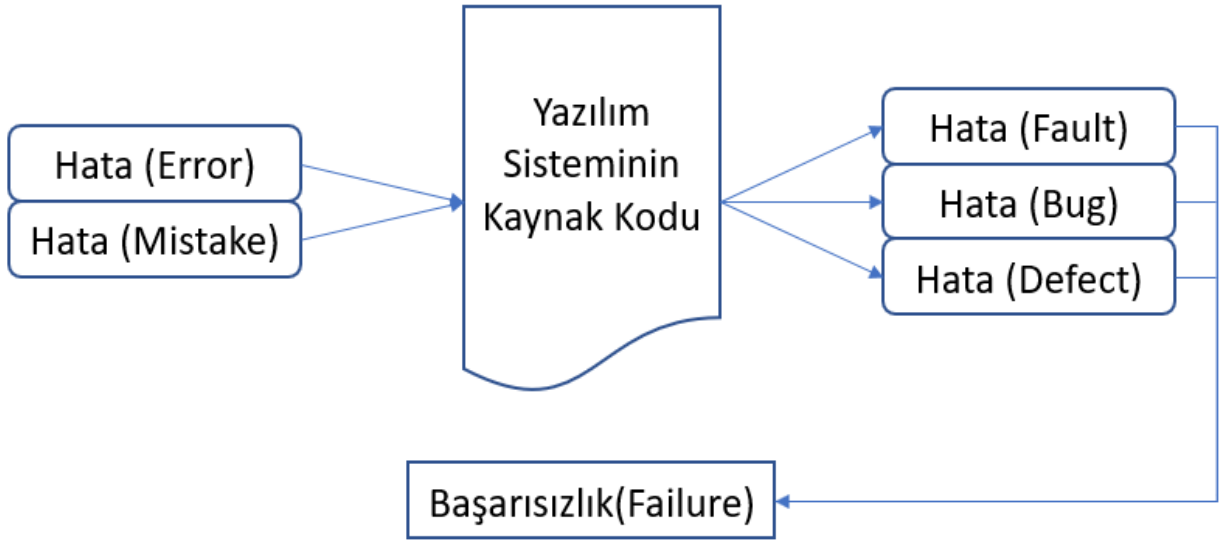 Hata (Error)
Hata (Mistake)
Yazılım
Sisteminin
Kaynak Kodu
Hata (Fault)
Hata (Bug)
Hata (Defect)
Başarısızlık(Failure)